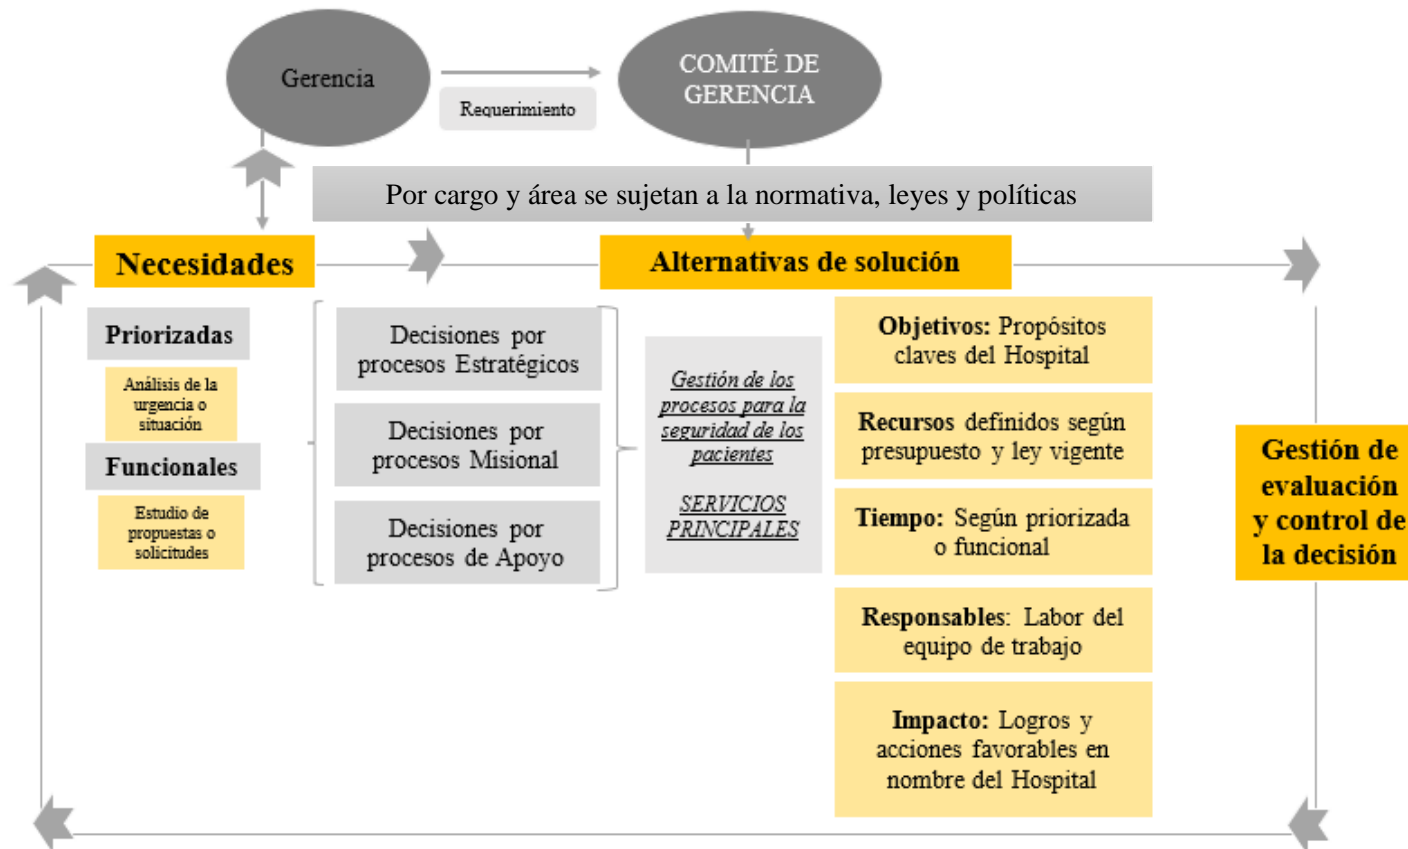 Gerencia
Requerimiento
COMITÉ DE
GERENCIA
Por cargo y área se sujetan a la normativa, leyes y políticas
Necesidades
Alternativas de solución
Priorizadas
Análisis de la
urgencia o
situación
Funcionales
Estudio de
propuestas o
solicitudes
Decisiones por
procesos Estratégicos
Decisiones por
procesos Misional
Decisiones por
procesos de Apoyo
Gestión de los
procesos para la
seguridad de los
pacientes
SERVICIOS
PRINCIPALES
Objetivos: Propósitos
claves del Hospital
Recursos definidos según
presupuesto y ley vigente
Tiempo: Según priorizada
o funcional
Responsables: Labor del
equipo de trabajo
Impacto: Logros y
acciones favorables en
nombre del Hospital
Gestión de
evaluación
y control de
la decisión